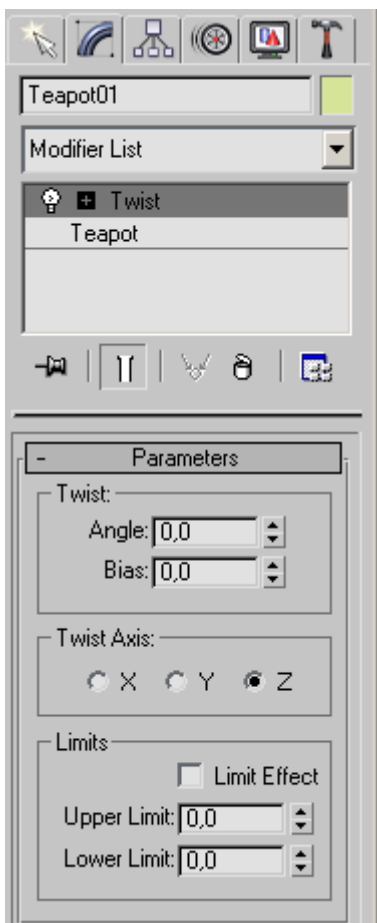 Teapot01
Modifier List
Twist
Teapot
- Parameters
Twist:
Angle: 0,0
Bias: 0,0
Twist Axis:
X Y Z
Limits
Limit Effect
Upper Limit: 0,0
Lower Limit: 0,0